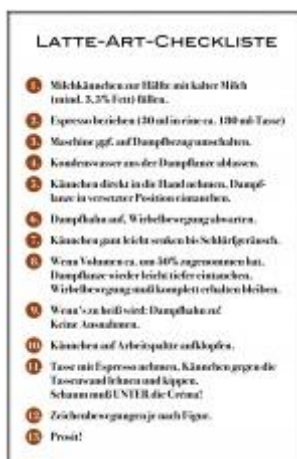 LATTE-ART-CHECKLISTE
1. Milchkännchen zur Hälfte mit kalter Milch
(mind. 3,5% Fett) füllen.
2. Espresso beziehen (30 ml in eine ca. 180 ml-Tasse)
3. Maschine ggf. auf Dampfbezug umschalten.
4. Kondenswasser aus der Dampflanze ablassen.
5. Kännchen direkt in die Hand nehmen, Dampf-
lanze in versetzter Position eintauchen.
6. Dampfhahn auf, Wirbelbewegung abwarten.
7. Kännchen ganz leicht senken bis Schlürfgeräusch.
8. Wenn Volumen ca. um 50% zugenommen hat,
Dampflanze wieder leicht tiefer eintauchen.
Wirbelbewegung muß komplett erhalten bleiben.
9. Wenn's zu heiß wird: Dampfhahn zu!
Keine Ausnahmen.
10. Kännchen auf Arbeitsplatte aufklopfen.
11. Tasse mit Espresso nehmen, Kännchen gegen die
Tassenwand lehnen und kippen.
Schaum muß UNTER die Créma!
12. Zeichenbewegungen je nach Figur.
13. Prosit!